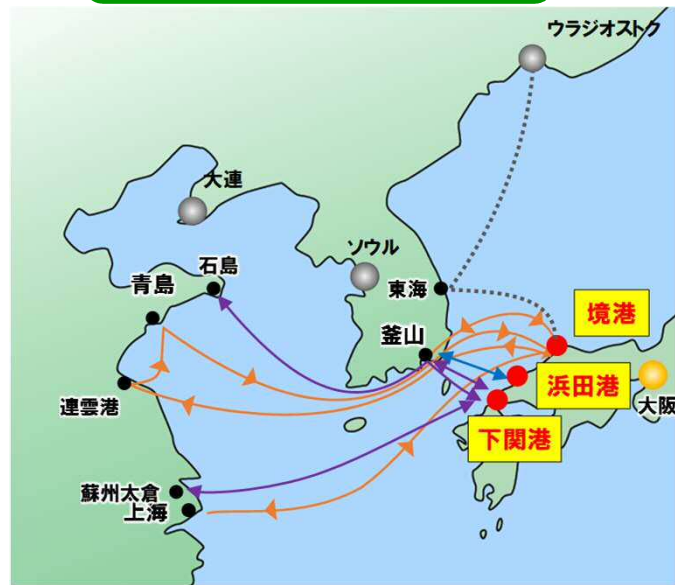 ウラジオストク
大連
ソウル
石島
青島
東海
境港
釜山
浜田港
連雲港
大阪
下関港
蘇州太倉
上海